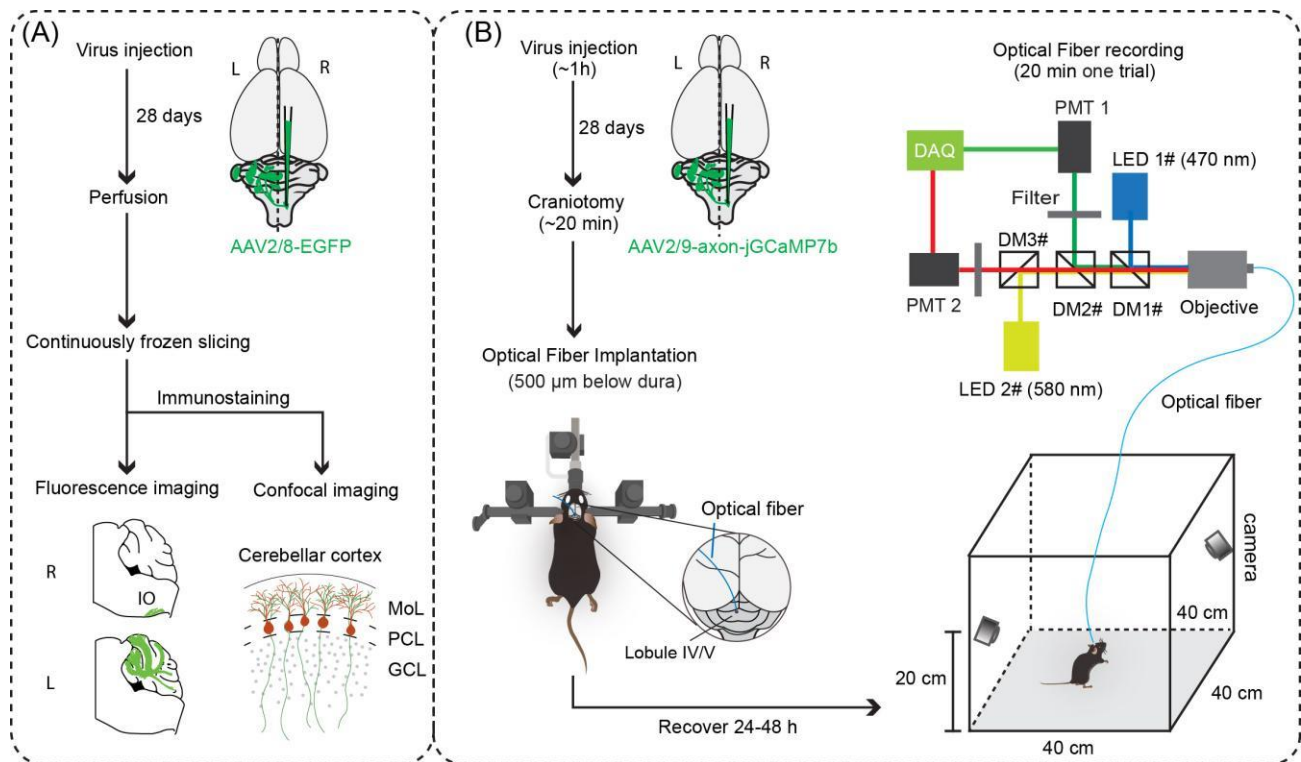 (A)
Virus injection
L
R
28 days
Perfusion
AAV2/8-EGFP
Continuously frozen slicing
Immunostaining
Fluorescence imaging
Confocal imaging
R
IO
L
Cerebellar cortex
MoL
PCL
GCL
(B)
Virus injection
(~1h)
L
R
28 days
Craniotomy
(~20 min)
AAV2/9-axon-jGCaMP7b
Optical Fiber Implantation
(500 µm below dura)
Optical fiber
Lobule IV/V
Recover 24-48 h
Optical Fiber recording
(20 min one trial)
PMT 1
DAQ
LED 1# (470 nm)
Filter
DM3#
PMT 2
DM2#
DM1#
Objective
LED 2# (580 nm)
Optical fiber
camera
40 cm
20 cm
40 cm
40 cm